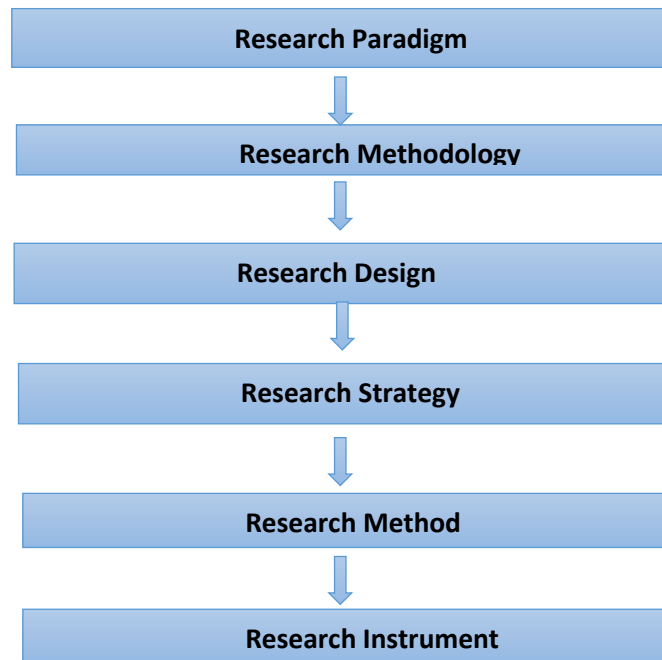 Research Paradigm
Research Methodology
Research Design
Research Strategy
Research Method
Research Instrument